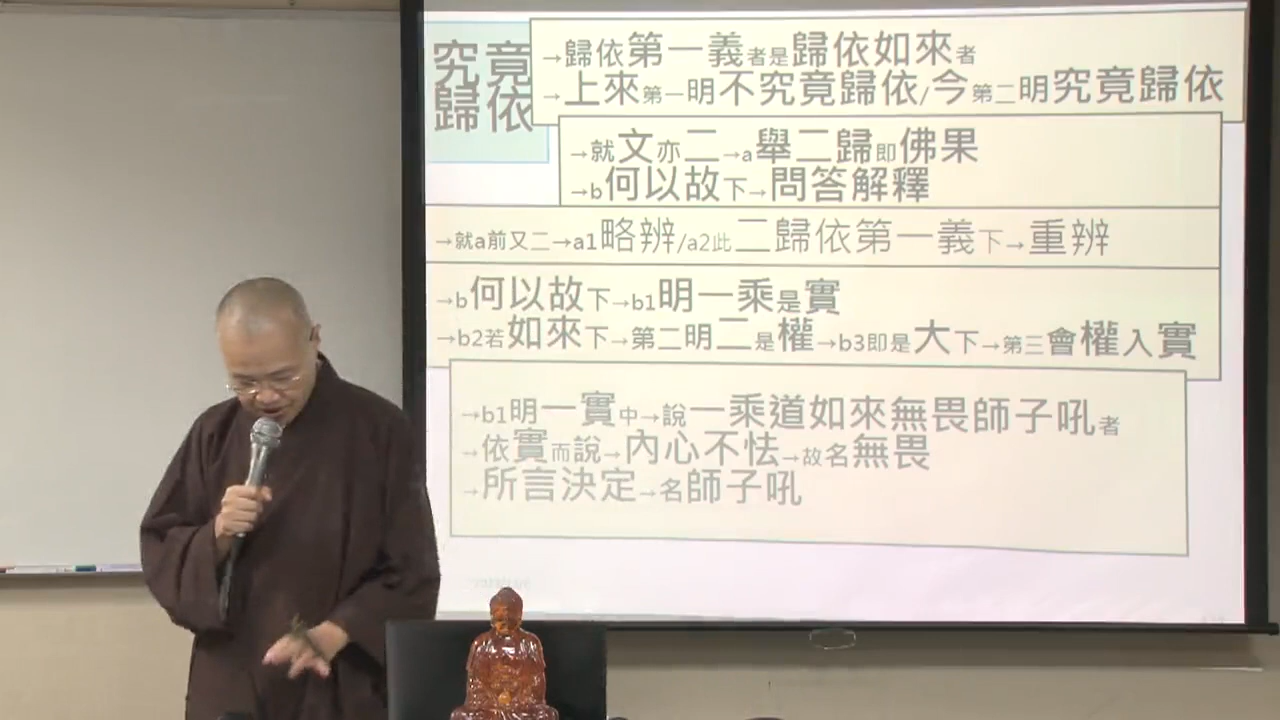 究竟
歸依
→歸依第一義者是歸依如來者
→上來第一明不究竟歸依/今第二明究竟歸依
→就文亦二→a舉二歸即佛果
→b何以故下→問答解釋
→就a前又二→a1略辨/a2此二歸依第一義下→重辨
→b何以故下→b1明一乘是實
→b2若如來下→第二明二是權→b3即是大下→第三會權入實
→b1明一實中→說一乘道如來無畏師子吼者
→依實而說→內心不怯→故名無畏
→所言決定→名師子吼